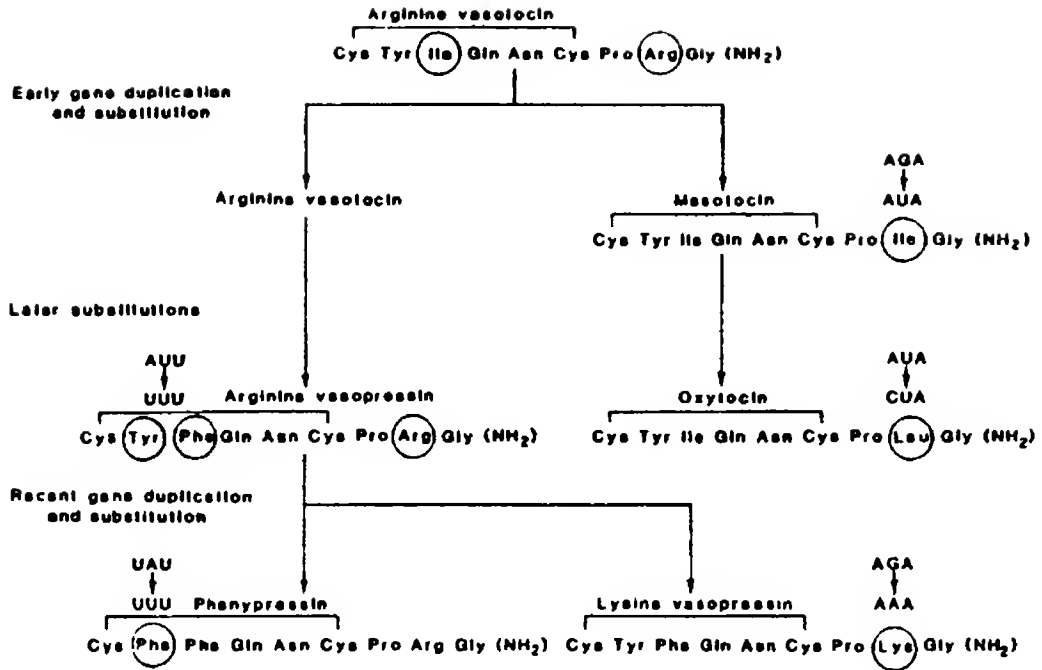 Arginine vasotocin
Cys Tyr Ile Gln Asn Cys Pro Arg Gly (NH2)
Early gene duplication
and substitution
AGA
Arginine vasotocin
Mesotocin
AUA
Cys Tyr Ile Gln Asn Cys Pro Ile Gly (NH2)
Later substitutions
AUU
AUA
UUU
Arginine vasopressin
Oxytocin
CUA
Cys Tyr Phe Gln Asn Cys Pro Arg Gly (NH2)
Cys Tyr Ile Gln Asn Cys Pro Leu Gly (NH2)
Recent gene duplication
and substitution
UAU
AGA
UUU
Phenypressin
Lysine vasopressin
AAA
Cys Phe Phe Gln Asn Cys Pro Arg Gly (NH2)
Cys Tyr Phe Gln Asn Cys Pro Lys Gly (NH2)